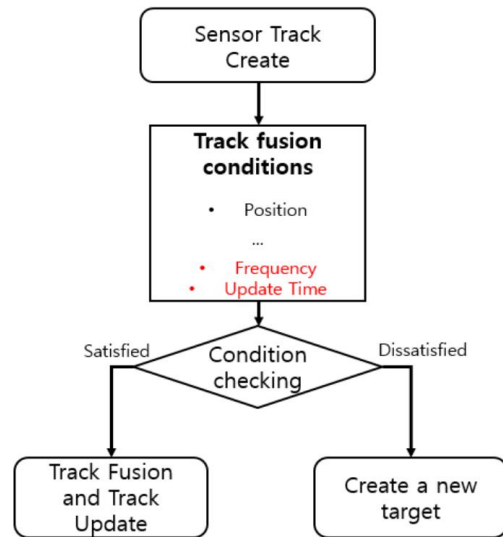 Sensor Track
Create
Track fusion
conditions
• Position
...
• Frequency
• Update Time
Satisfied
Condition
checking
Dissatisfied
Track Fusion
and Track
Update
Create a new
target